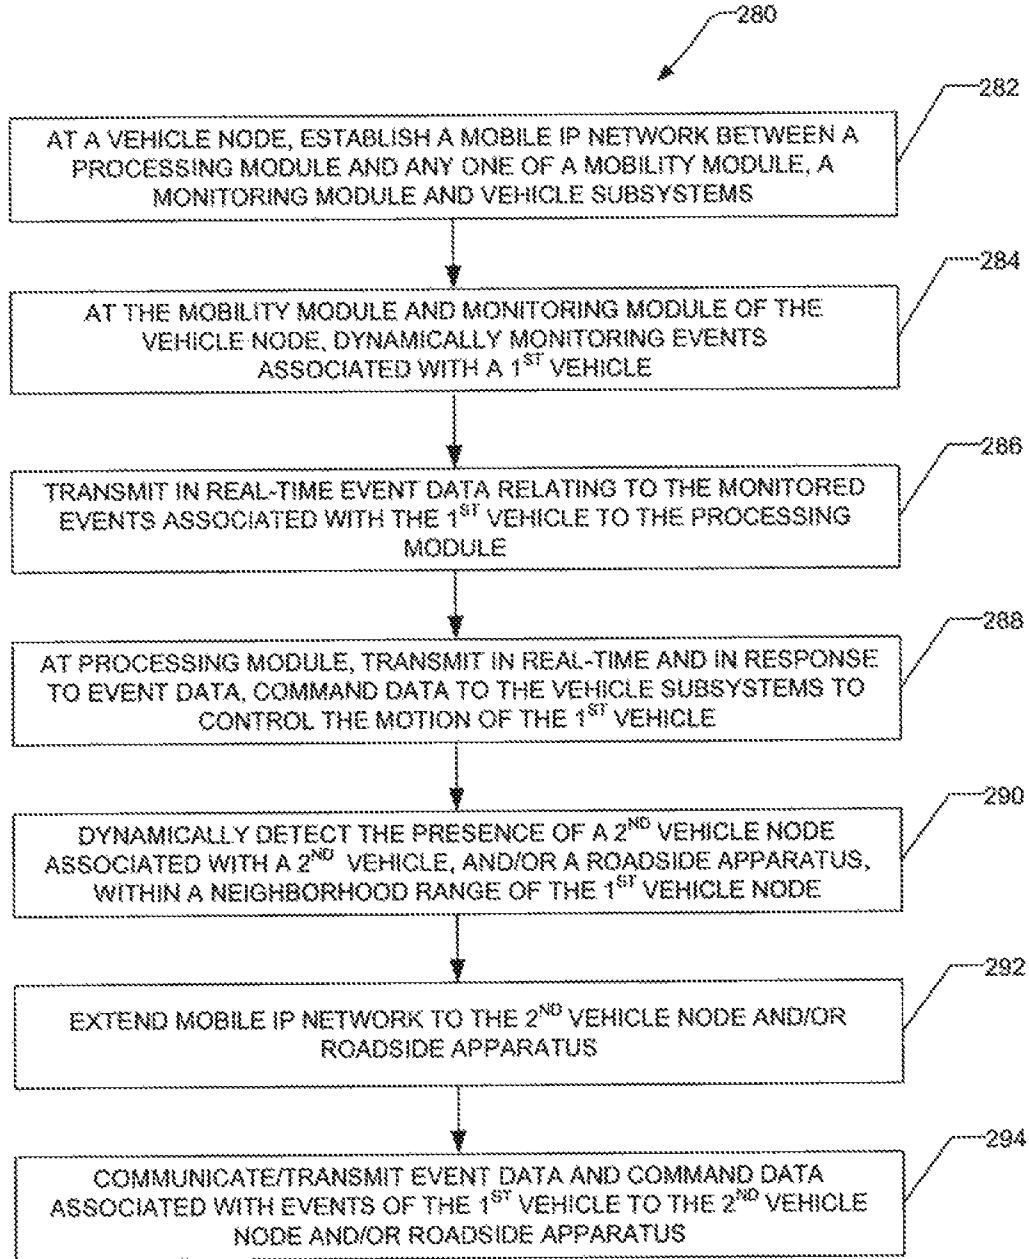 280
282
AT A VEHICLE NODE, ESTABLISH A MOBILE IP NETWORK BETWEEN A
PROCESSING MODULE AND ANY ONE OF A MOBILITY MODULE, A
MONITORING MODULE AND VEHICLE SUBSYSTEMS
284
AT THE MOBILITY MODULE AND MONITORING MODULE OF THE
VEHICLE NODE, DYNAMICALLY MONITORING EVENTS
ASSOCIATED WITH A 1ST VEHICLE
286
TRANSMIT IN REAL-TIME EVENT DATA RELATING TO THE MONITORED
EVENTS ASSOCIATED WITH THE 1ST VEHICLE TO THE PROCESSING
MODULE
288
AT PROCESSING MODULE, TRANSMIT IN REAL-TIME AND IN RESPONSE
TO EVENT DATA, COMMAND DATA TO THE VEHICLE SUBSYSTEMS TO
CONTROL THE MOTION OF THE 1ST VEHICLE
290
DYNAMICALLY DETECT THE PRESENCE OF A 2ND VEHICLE NODE
ASSOCIATED WITH A 2ND VEHICLE, AND/OR A ROADSIDE APPARATUS,
WITHIN A NEIGHBORHOOD RANGE OF THE 1ST VEHICLE NODE
292
EXTEND MOBILE IP NETWORK TO THE 2ND VEHICLE NODE AND/OR
ROADSIDE APPARATUS
294
COMMUNICATE/TRANSMIT EVENT DATA AND COMMAND DATA
ASSOCIATED WITH EVENTS OF THE 1ST VEHICLE TO THE 2ND VEHICLE
NODE AND/OR ROADSIDE APPARATUS